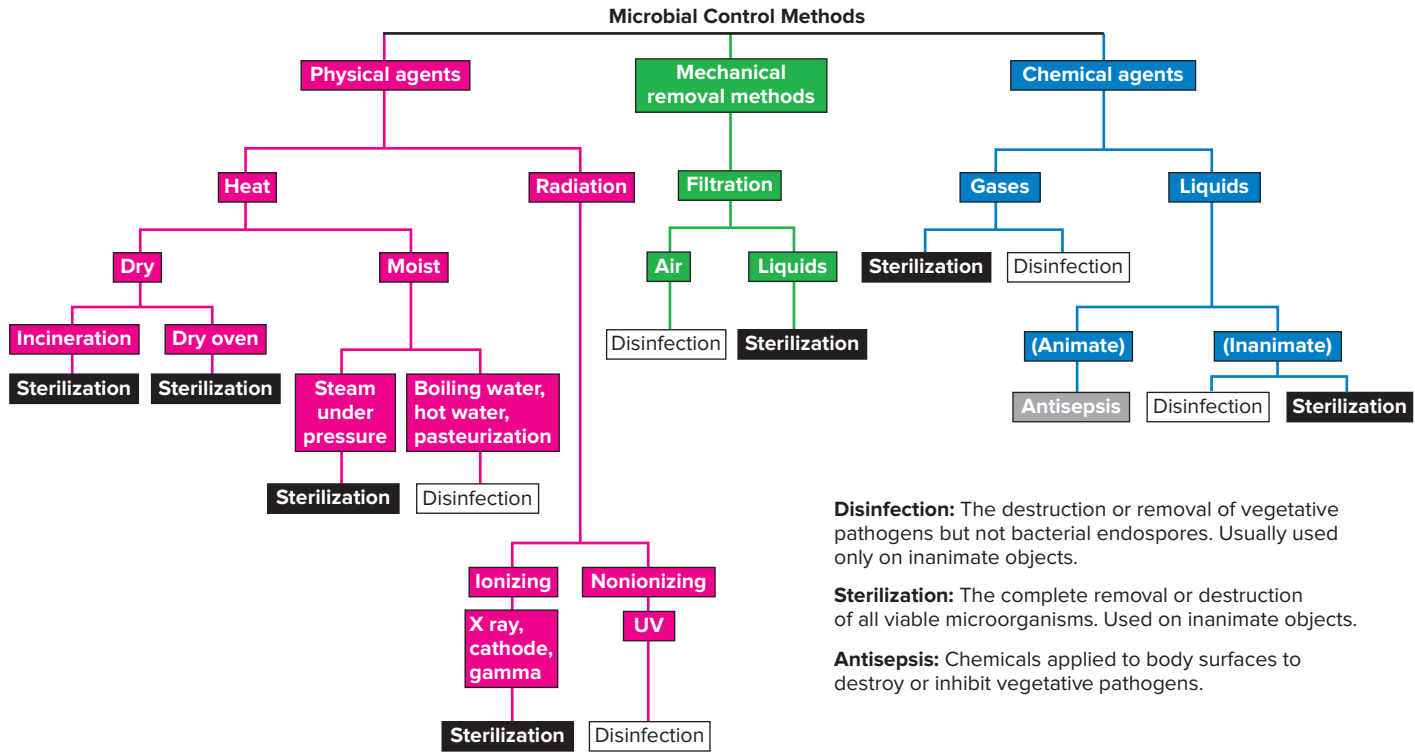 Microbial Control Methods
Physical agents
Mechanical
removal methods
Chemical agents
Heat
Radiation
Filtration
Gases
Liquids
Dry
Moist
Air
Liquids
Sterilization
Disinfection
Incineration
Dry oven
Disinfection
Sterilization
(Animate)
(Inanimate)
Sterilization
Sterilization
Steam
under
pressure
Boiling water,
hot water,
pasteurization
Antisepsis
Disinfection
Sterilization
Sterilization
Disinfection
Ionizing
Nonionizing
X ray,
cathode,
gamma
UV
Sterilization
Disinfection
Disinfection: The destruction or removal of vegetative
pathogens but not bacterial endospores. Usually used
only on inanimate objects.
Sterilization: The complete removal or destruction
of all viable microorganisms. Used on inanimate objects.
Antisepsis: Chemicals applied to body surfaces to
destroy or inhibit vegetative pathogens.